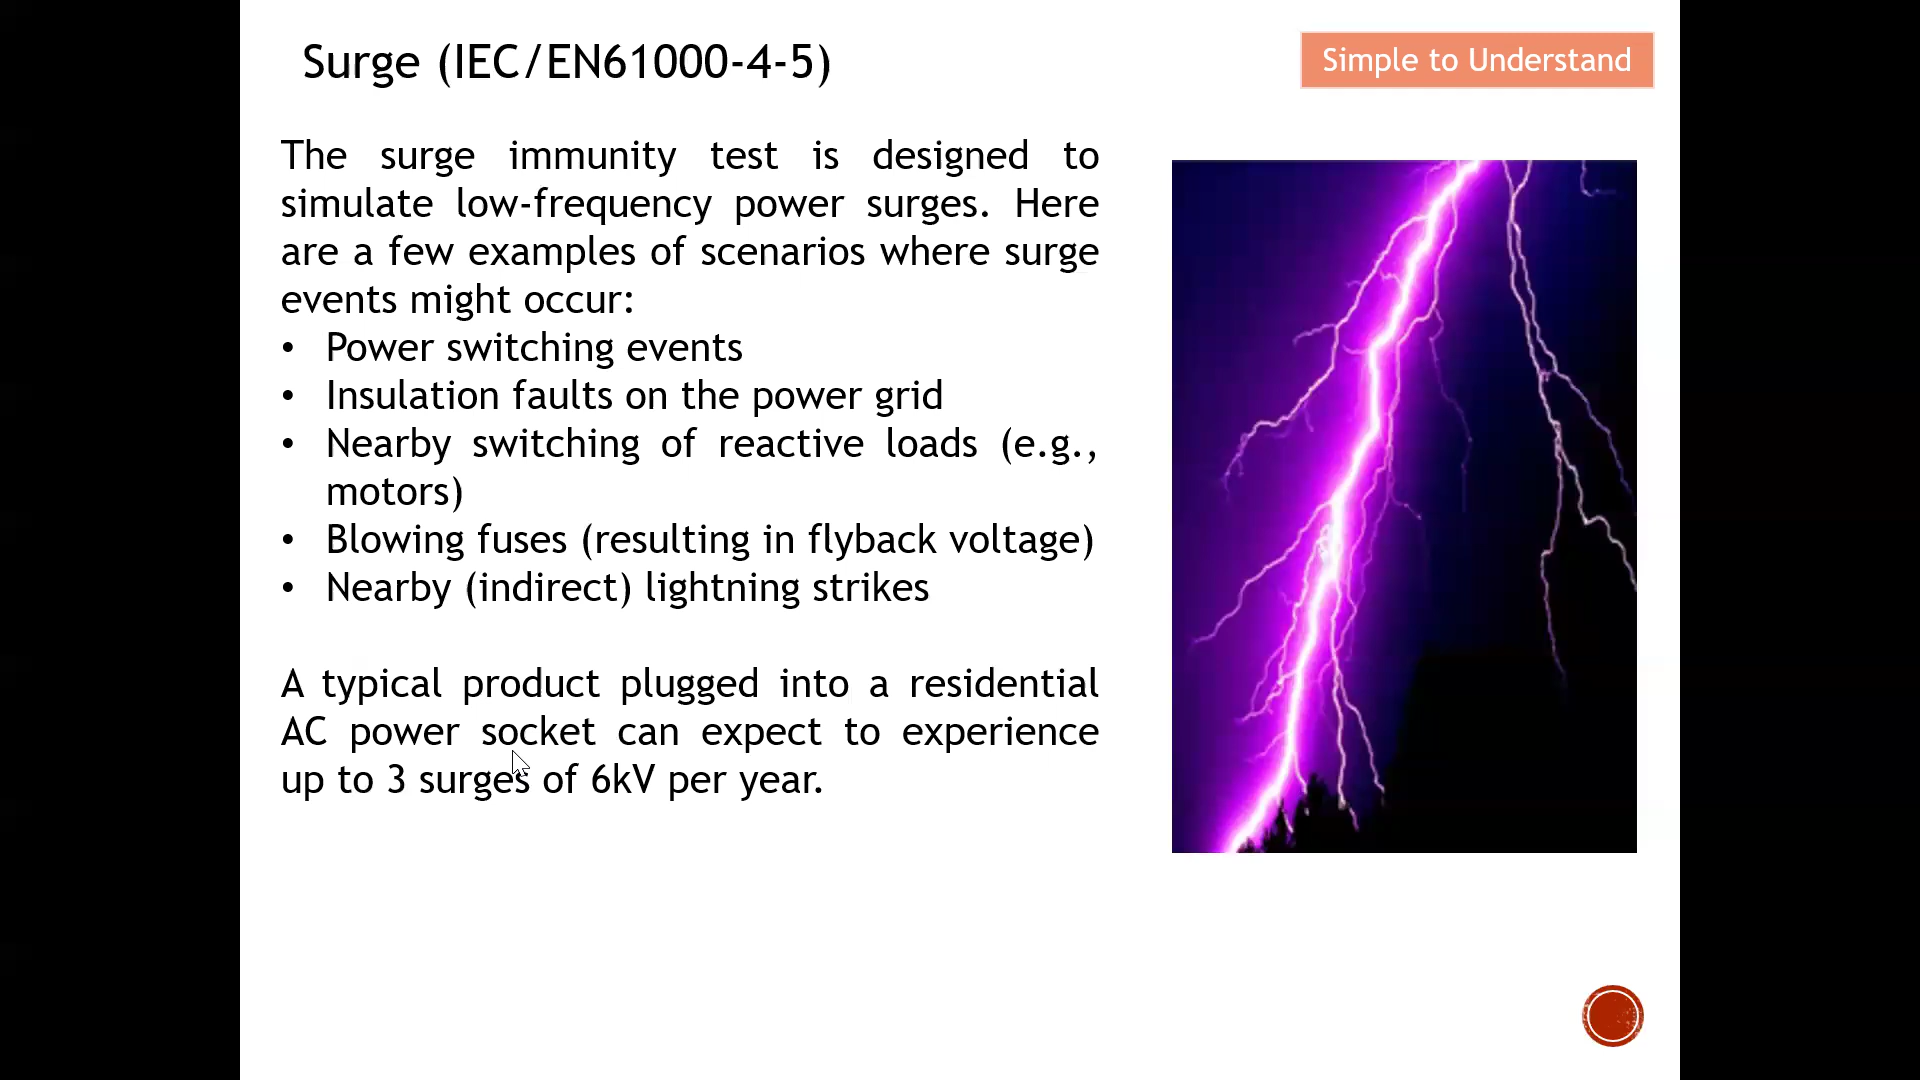 Surge (IEC/EN61000-4-5)
Simple to Understand
The surge immunity test is designed to
simulate low-frequency power surges. Here
are a few examples of scenarios where surge
events might occur:
• Power switching events
• Insulation faults on the power grid
• Nearby switching of reactive loads (e.g.,
motors)
• Blowing fuses (resulting in flyback voltage)
• Nearby (indirect) lightning strikes
A typical product plugged into a residential
AC power socket can expect to experience
up to 3 surges of 6kV per year.